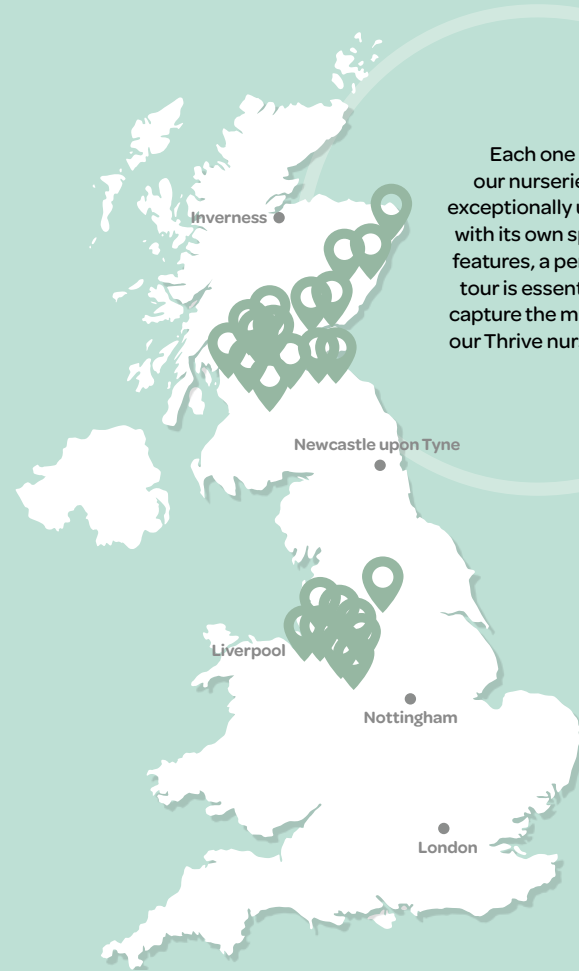 Each one
our nurserie
exceptionally u
with its own sp
features, a pe
tour is essent
capture the m
our Thrive nur
Inverness
Newcastle upon Tyne
Liverpool
Nottingham
London